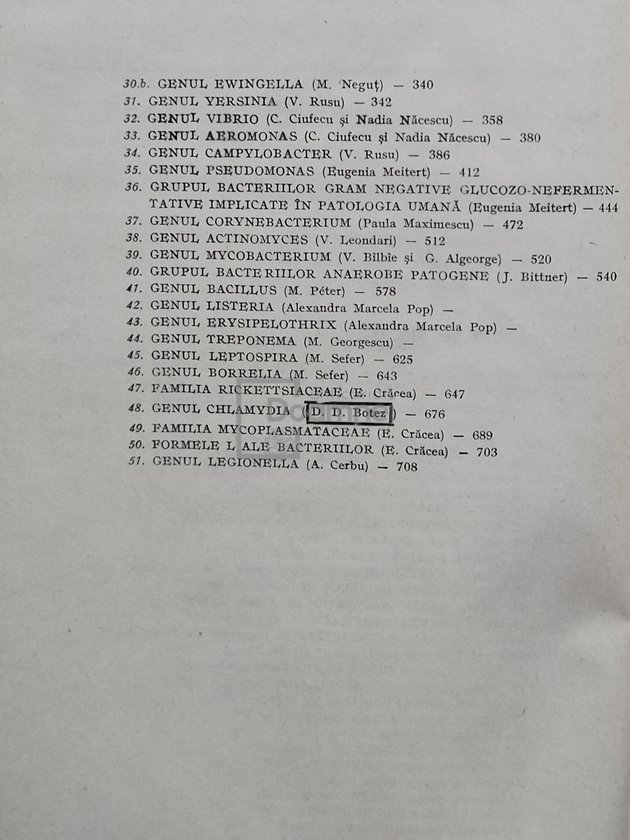 30.b. GENUL EWINGELLA (M. Neguț) — 340
31. GENUL YERSINIA (V. Rusu) — 342
32. GENUL VIBRIO (C. Ciufecu și Nadia Năcescu) — 358
33. GENUL AEROMONAS (C. Ciufecu și Nadia Năcescu) — 380
34. GENUL CAMPYLOBACTER (V. Rusu) — 386
35. GENUL PSEUDOMONAS (Eugenia Meitert) — 412
36. GRUPUL BACTERIILOR GRAM NEGATIVE GLUCOZO-NEFERMEN-
TATIVE IMPLICATE ÎN PATOLOGIA UMANĂ (Eugenia Meitert) — 444
37. GENUL CORYNEBACTERIUM (Paula Maximescu) — 472
38. GENUL ACTINOMYCES (V. Leondari) — 512
39. GENUL MYCOBACTERIUM (V. Bîlbîe și G. Algeorge) — 520
40. GRUPUL BACTERIILOR ANAEROBE PATOGENE (J. Bittner) — 540
41. GENUL BACILLUS (M. Péter) — 578
42. GENUL LISTERIA (Alexandra Marcela Pop) —
43. GENUL ERYSIPELOTHRIX (Alexandra Marcela Pop) —
44. GENUL TREPONEMA (M. Georgescu) —
45. GENUL LEPTOSPIRA (M. Sefer) — 625
46. GENUL BORRELIA (M. Sefer) — 643
47. FAMILIA RICKETTSIACEAE (E. Crăcea) — 647
48. GENUL CHLAMYDIA (D. D. Botez) — 676
49. FAMILIA MYCOPLASMATACEAE (E. Crăcea) — 689
50. FORMELE L ALE BACTERIILOR (E. Crăcea) — 703
51. GENUL LEGIONELLA (A. Cerbu) — 708